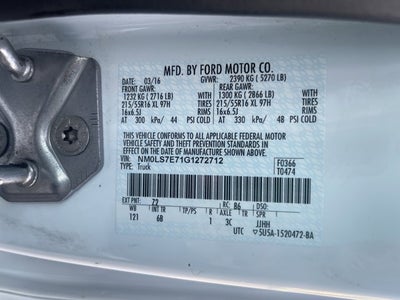 MFD. BY FORD MOTOR CO.
DATE: 03/16 GVWR: 2390 KG ( 5270 LB)
FRONT GAWR: REAR GAWR:
1232 KG ( 2716 LB) 1300 KG ( 2866 LB)
215/55R16 XL 97H 215/55R16 XL 97H
16x6.5J 16x6.5J
AT 300 kPa/ 44 PSI COLD AT 330 kPa/ 48 PSI COLD
THIS VEHICLE CONFORMS TO ALL APPLICABLE FEDERAL MOTOR
VEHICLE SAFETY AND THEFT PREVENTION STANDARDS IN
EFFECT ON THE DATE OF MANUFACTURE SHOWN ABOVE.
VIN: NM0LS7E71G1272712 F0366
TYPE: Truck T0474
EXT PNT: 72 RC: B6 DSO:
WB INT TR TP/PS R AXLE TR SPR
121 6B 1 3C JJHH
UTC 5U5A-1520472-BA